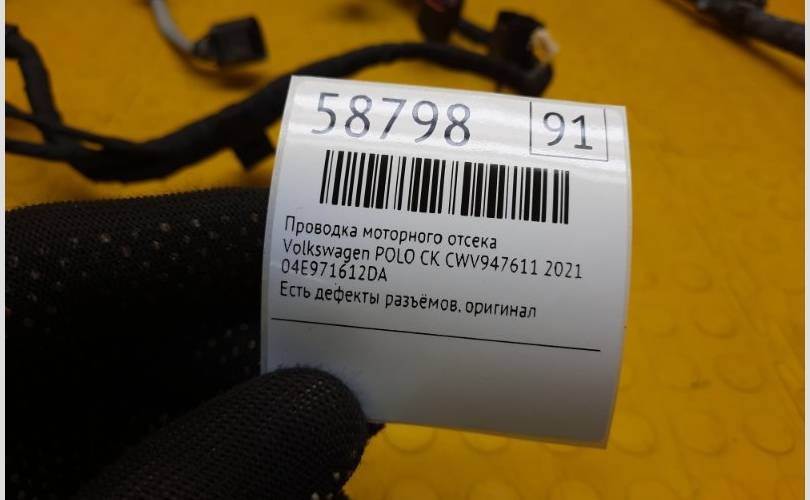 58798 91
Проводка моторного отсека
Volkswagen POLO CK CWV947611 2021
04E971612DA
Есть дефекты разъёмов. оригинал